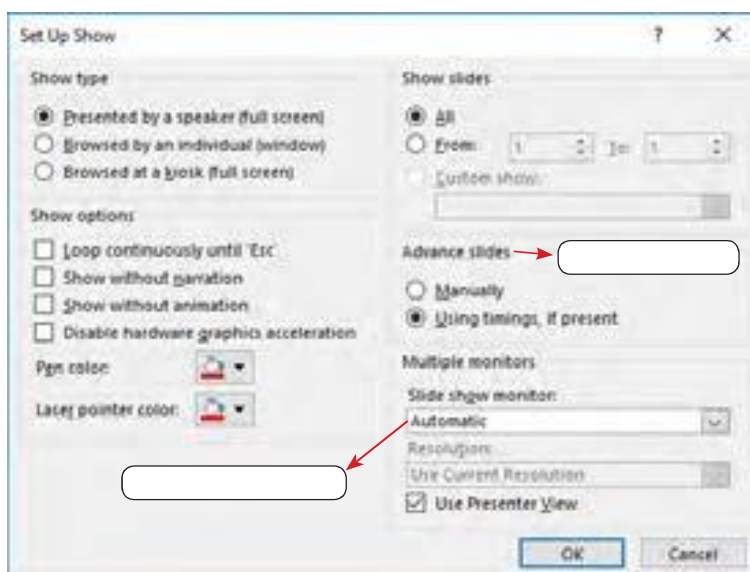 Set Up Show
Show type
Presented by a speaker (full screen)
Browsed by an individual (window)
Browsed at a kiosk (full screen)
Show options
Loop continuously until 'Esc'
Show without narration
Show without animation
Disable hardware graphics acceleration
Pen color:
Laser pointer color:
Show slides
All
From: 1 To: 1
Custom show:
Advance slides
Manually
Using timings, if present
Multiple monitors
Slide show monitor:
Automatic
Resolution:
Use Current Resolution
Use Presenter View
OK Cancel